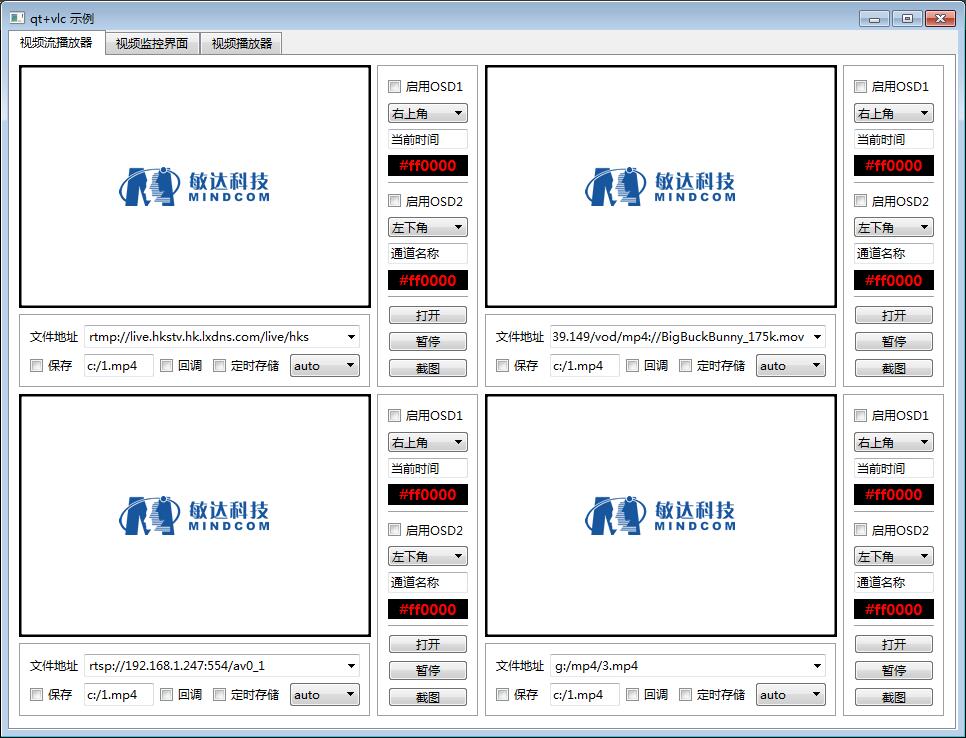 qt+vlc 示例
视频流播放器 视频监控界面 视频播放器
敏达科技
MINDCOM
启用OSD1
右上角
当前时间
#ff0000
启用OSD2
左下角
通道名称
#ff0000
打开
暂停
截图
文件地址 rtmp://live.hkstv.hk.lxdns.com/live/hks
保存 c:/1.mp4 回调 定时存储 auto
敏达科技
MINDCOM
启用OSD1
右上角
当前时间
#ff0000
启用OSD2
左下角
通道名称
#ff0000
打开
暂停
截图
文件地址 39.149/vod/mp4://BigBuckBunny_175k.mov
保存 c:/1.mp4 回调 定时存储 auto
敏达科技
MINDCOM
启用OSD1
右上角
当前时间
#ff0000
启用OSD2
左下角
通道名称
#ff0000
打开
暂停
截图
文件地址 rtsp://192.168.1.247:554/av0_1
保存 c:/1.mp4 回调 定时存储 auto
敏达科技
MINDCOM
启用OSD1
右上角
当前时间
#ff0000
启用OSD2
左下角
通道名称
#ff0000
打开
暂停
截图
文件地址 g:/mp4/3.mp4
保存 c:/1.mp4 回调 定时存储 auto